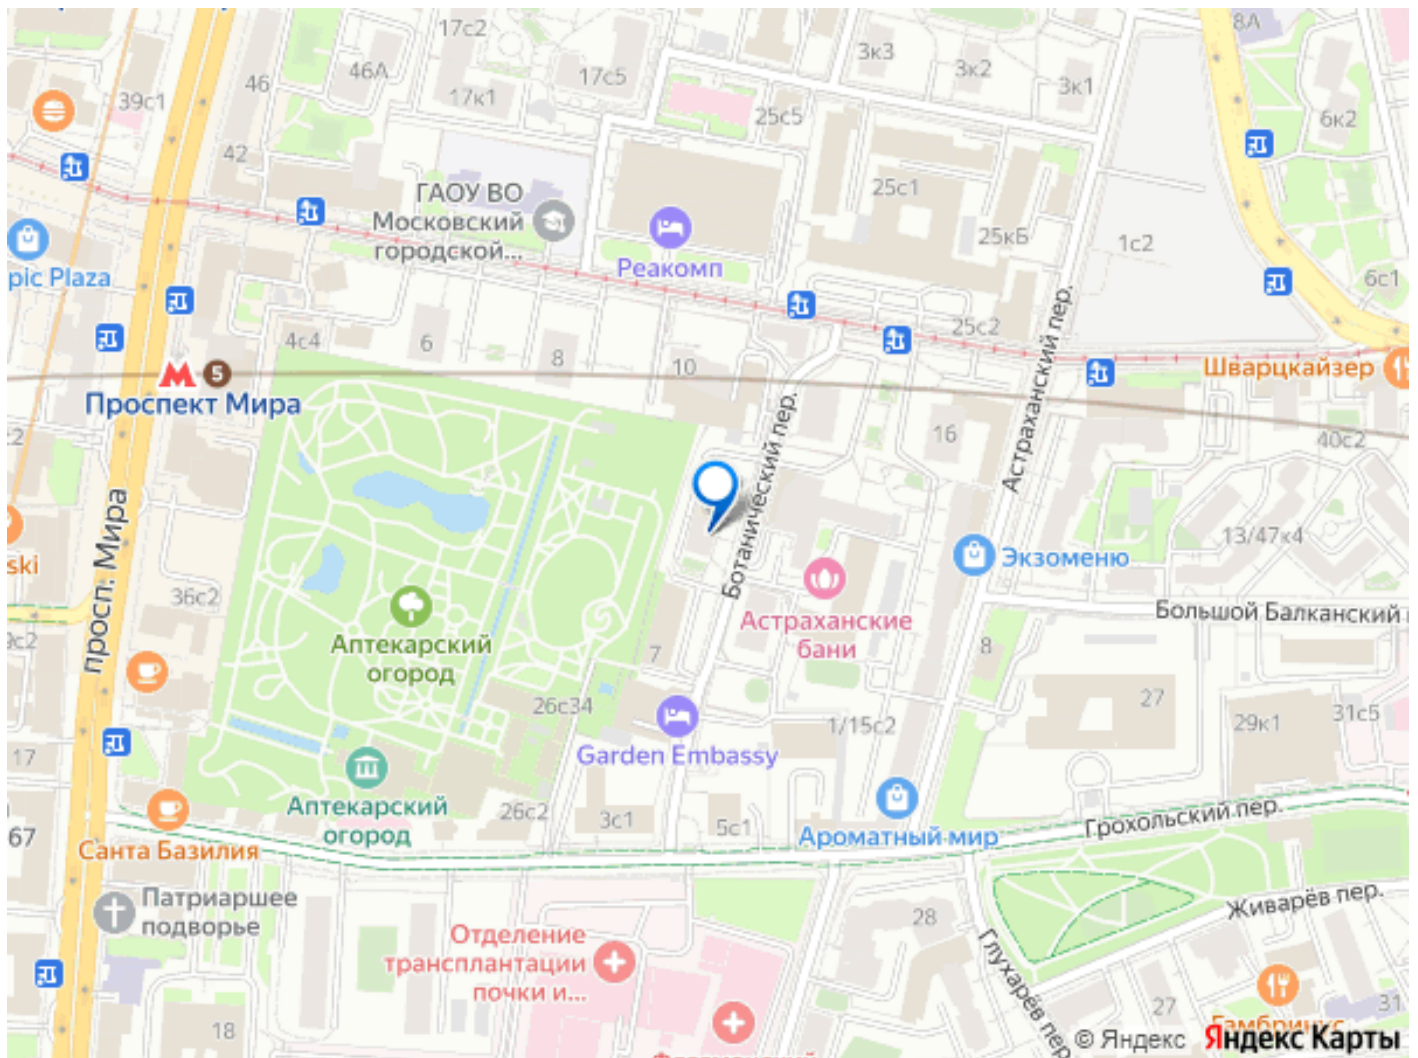 17с2
8А
46А
3к3
3к2
46
17с5
3к1
39с1
17к1
25с5
6к2
42
25с1
ГАОУ ВО
Московский
городской...
25кБ
1с2
Реакомп
pic Plaza
6с1
4с4
6
8
10
25с2
Астраханский пер.
Шварцкайзер
М 5
Проспект Мира
Ботанический пер.
16
40с2
просп. Мира
ski
13/47к4
Экзоменю
36с2
Аптекарский
огород
Астраханские
бани
Большой Балканский
9с2
7
8
26с34
27
29к1
31с5
17
Garden Embassy
1/15с2
Аптекарский
огород
26с2
3с1
5с1
Ароматный мир
Грохольский пер.
67
Санта Базилия
Патриаршее
подворье
28
Живарёв пер.
Отделение
трансплантации
почки и...
Глухарёв пер.
18
27
31
Гамбринус
© Яндекс Яндекс Карты